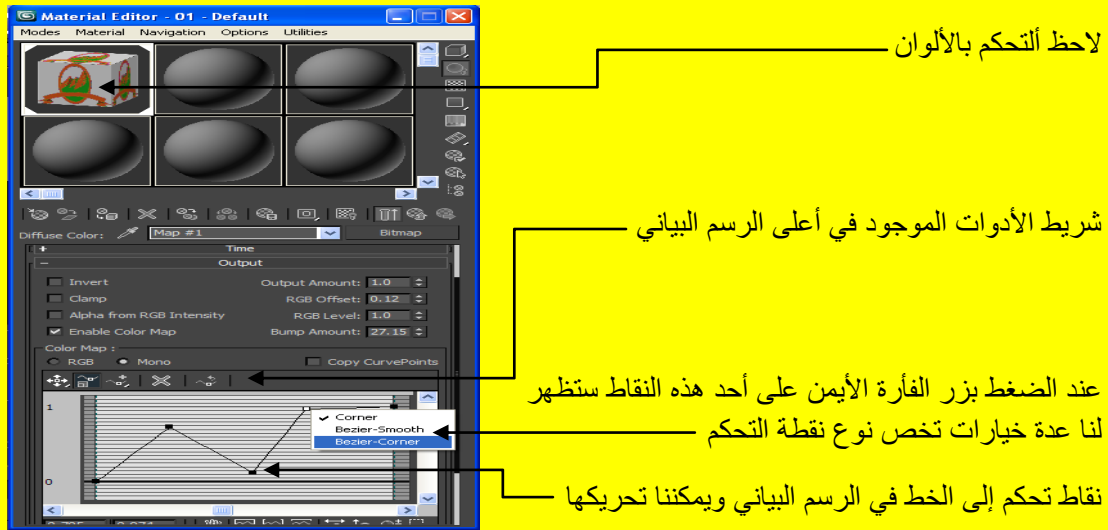 Material Editor - 01 - Default
Modes Material Navigation Options Utilities
لاحظ ألتحكم بالألوان
Diffuse Color: Map #1 Bitmap
شريط الأدوات الموجود في أعلى الرسم البياني
+ Time
- Output
Invert Output Amount: 1.0
Clamp RGB Offset: 0.12
Alpha from RGB Intensity RGB Level: 1.0
Enable Color Map Bump Amount: 27.15
Color Map :
RGB Mono Copy CurvePoints
1
Corner
Bezier-Smooth
Bezier-Corner
0
عند الضغط بزر الفأرة الأيمن على أحد هذه النقاط ستظهر
لنا عدة خيارات تخص نوع نقطة التحكم
نقاط تحكم إلى الخط في الرسم البياني ويمكننا تحريكها